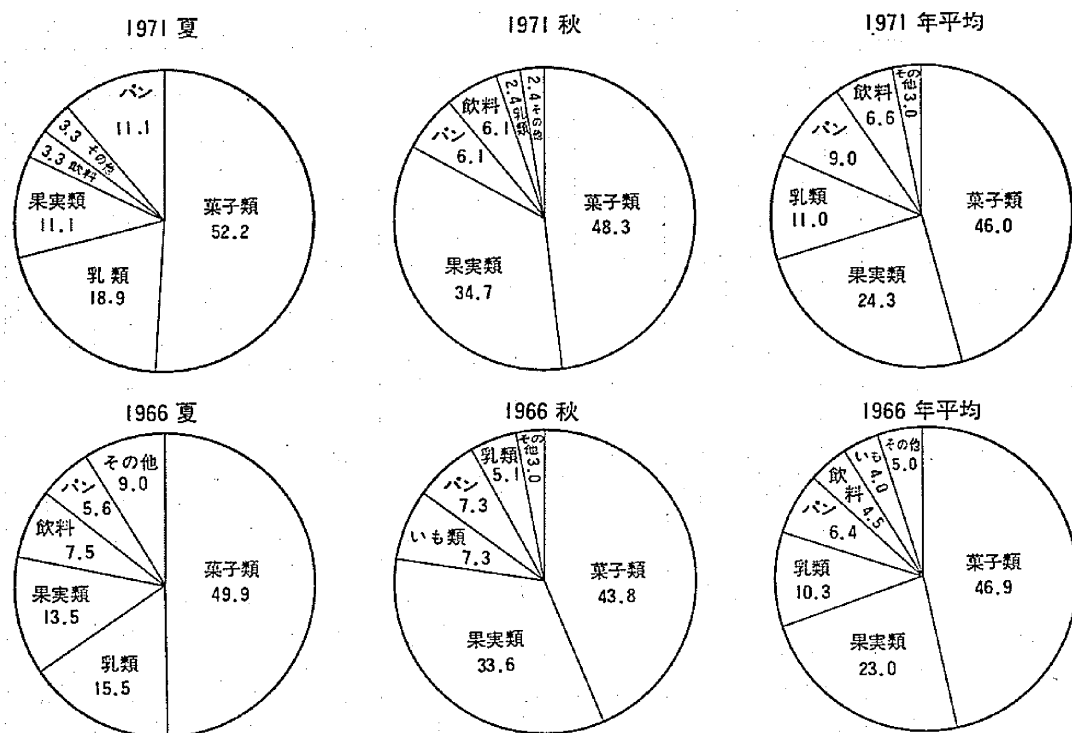 1971 夏
パン
11.1
3.3 その他
3.3 飲料
果実類
11.1
乳類
18.9
菓子類
52.2
1971 秋
2.4 その他
2.4 乳類
飲料
6.1
パン
6.1
果実類
34.7
菓子類
48.3
1971 年平均
その他 3.0
飲料
6.6
パン
9.0
乳類
11.0
果実類
24.3
菓子類
46.0
1966 夏
その他
9.0
パン
5.6
飲料
7.5
果実類
13.5
乳類
15.5
菓子類
49.9
1966 秋
その他 3.0
乳類
5.1
パン
7.3
いも類
7.3
果実類
33.6
菓子類
43.8
1966 年平均
その他
5.0
いも
4.0
飲料
4.5
パン
6.4
乳類
10.3
果実類
23.0
菓子類
46.9